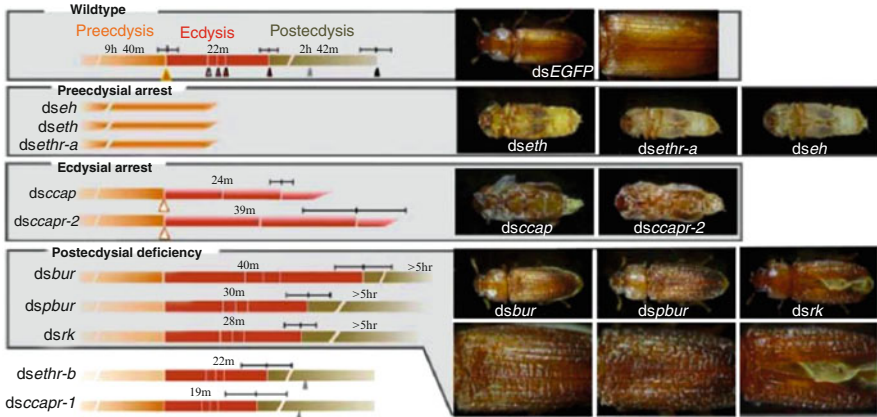 Wildtype
Preecdysis Ecdysis Postecdysis
9h 40m 22m 2h 42m
dsEGFP
Preecdysial arrest
dseh
dseth
dsethr-a
dseth dsethr-a dseh
Ecdysial arrest
24m
dsccap
39m
dsccapr-2
dsccap dsccapr-2
Postecdysial deficiency
40m
dsbur >5hr
30m
dspbur >5hr
28m
dsrk >5hr
dsbur dspbur dsrk
22m
dsethr-b
19m
dsccapr-1